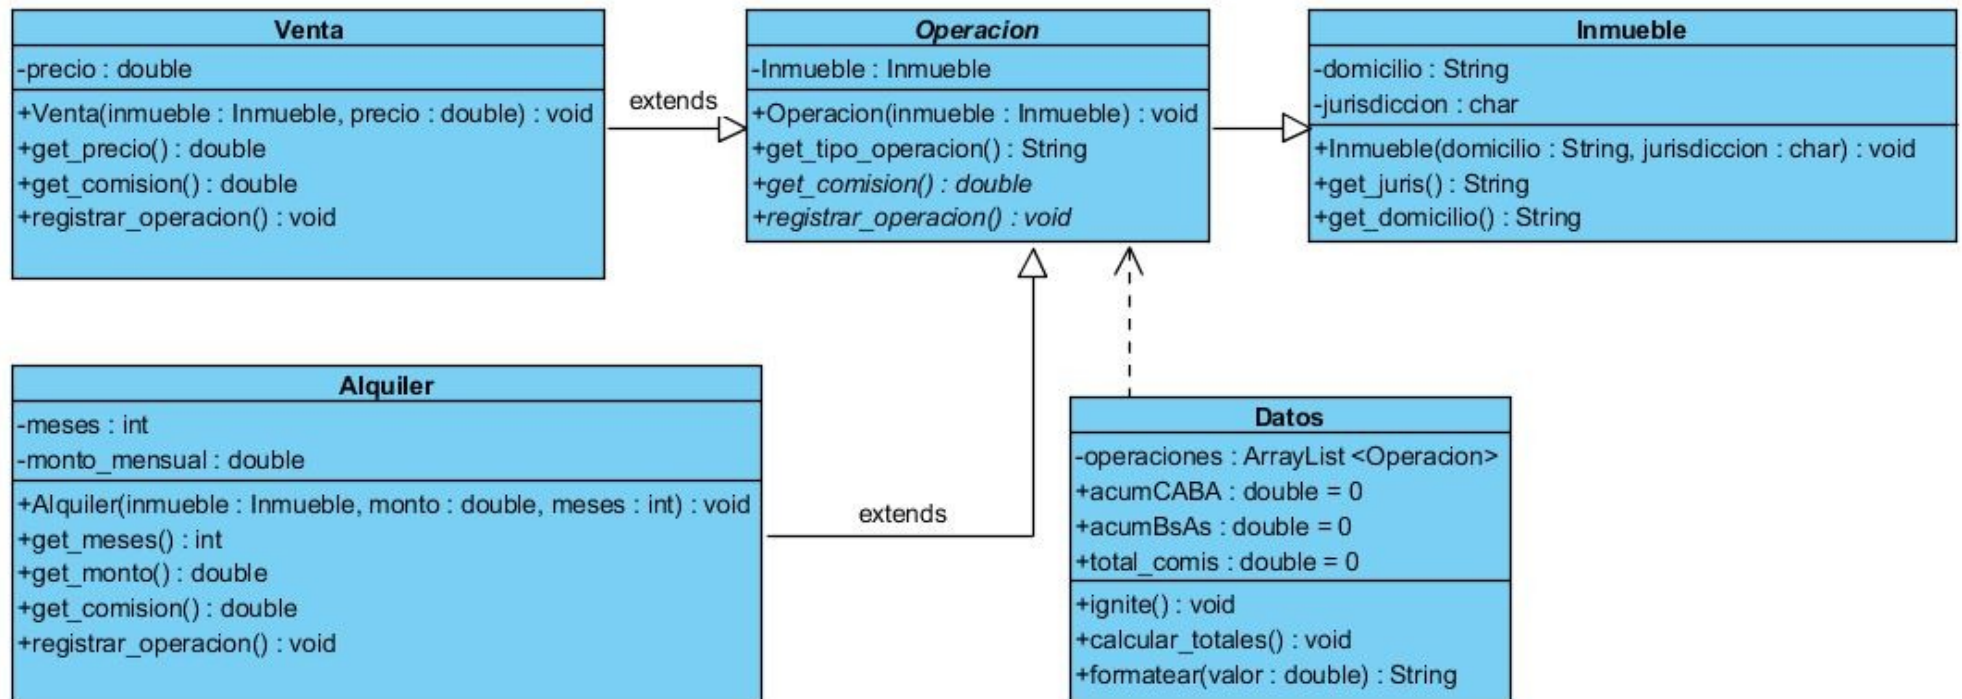 Venta
-precio : double
+Venta(inmueble : Inmueble, precio : double) : void
+get_precio() : double
+get_comision() : double
+registrar_operacion() : void
extends
Operacion
-Inmueble : Inmueble
+Operacion(inmueble : Inmueble) : void
+get_tipo_operacion() : String
+get_comision() : double
+registrar_operacion() : void
Inmueble
-domicilio : String
-jurisdiccion : char
+Inmueble(domicilio : String, jurisdiccion : char) : void
+get_juris() : String
+get_domicilio() : String
Alquiler
-meses : int
-monto_mensual : double
+Alquiler(inmueble : Inmueble, monto : double, meses : int) : void
+get_meses() : int
+get_monto() : double
+get_comision() : double
+registrar_operacion() : void
extends
Datos
-operaciones : ArrayList <Operacion>
+acumCABA : double = 0
+acumBsAs : double = 0
+total_comis : double = 0
+ignite() : void
+calcular_totales() : void
+formatear(valor : double) : String